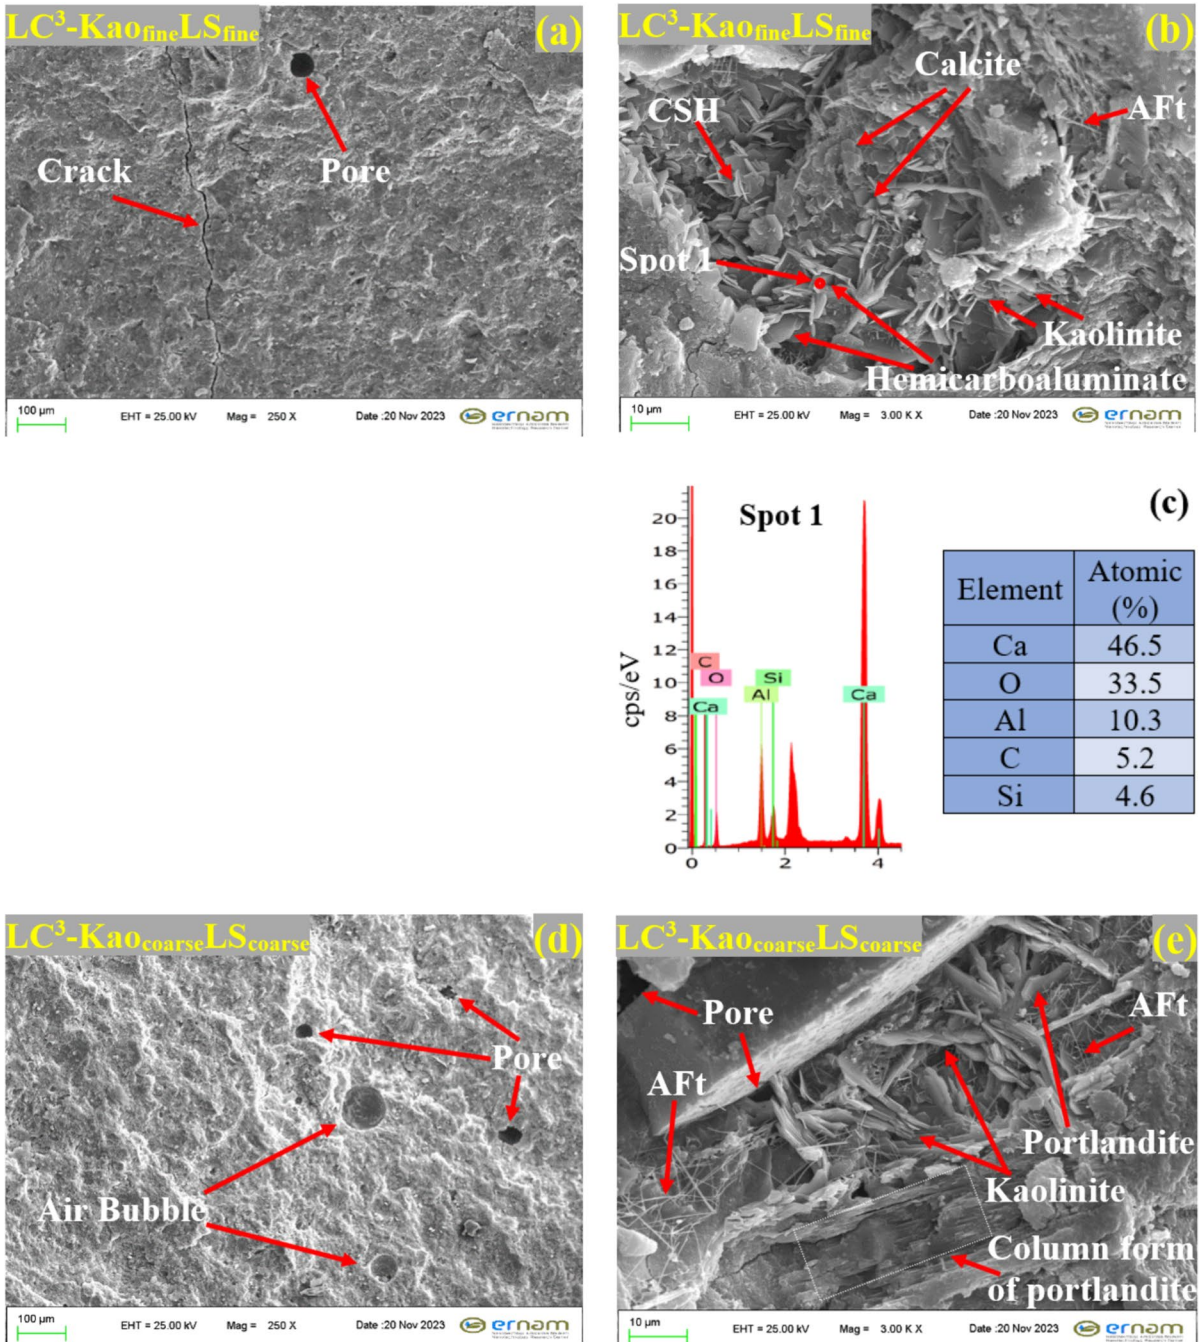 LC³-Kao_fineLS_fine (a)
Pore
Crack
100 µm EHT = 25.00 kV Mag = 250 X Date :20 Nov 2023 ernam
LC³-Kao_fineLS_fine (b)
Calcite
CSH
AFt
Spot 1
Kaolinite
Hemicarboaluminate
10 µm EHT = 25.00 kV Mag = 3.00 K X Date :20 Nov 2023 ernam
(c)
Spot 1
cps/eV
20
18
16
14
12
10
8
6
4
2
0
C
O
Ca
Al
Si
Ca
0 2 4
Element Atomic (%)
Ca 46.5
O 33.5
Al 10.3
C 5.2
Si 4.6
LC³-Kao_coarseLS_coarse (d)
Pore
Air Bubble
100 µm EHT = 25.00 kV Mag = 250 X Date :20 Nov 2023 ernam
LC³-Kao_coarseLS_coarse (e)
Pore
AFt
AFt
Portlandite
Kaolinite
Column form
of portlandite
10 µm EHT = 25.00 kV Mag = 3.00 K X Date :20 Nov 2023 ernam